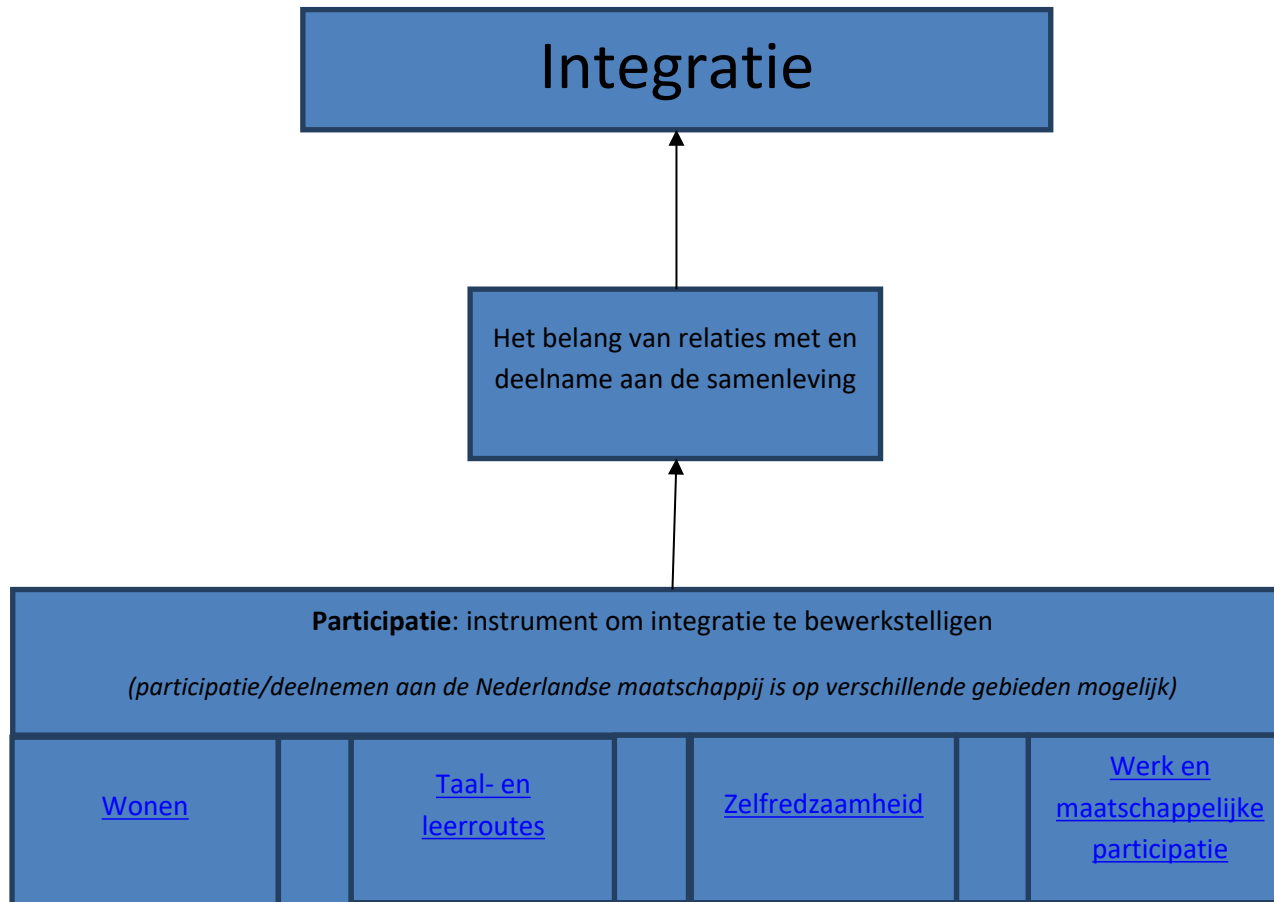 Integratie
Het belang van relaties met en
deelname aan de samenleving
Participatie: instrument om integratie te bewerkstelligen
(participatie/deelnemen aan de Nederlandse maatschappij is op verschillende gebieden mogelijk)
Wonen
Taal- en
leerroutes
Zelfredzaamheid
Werk en
maatschappelijke
participatie